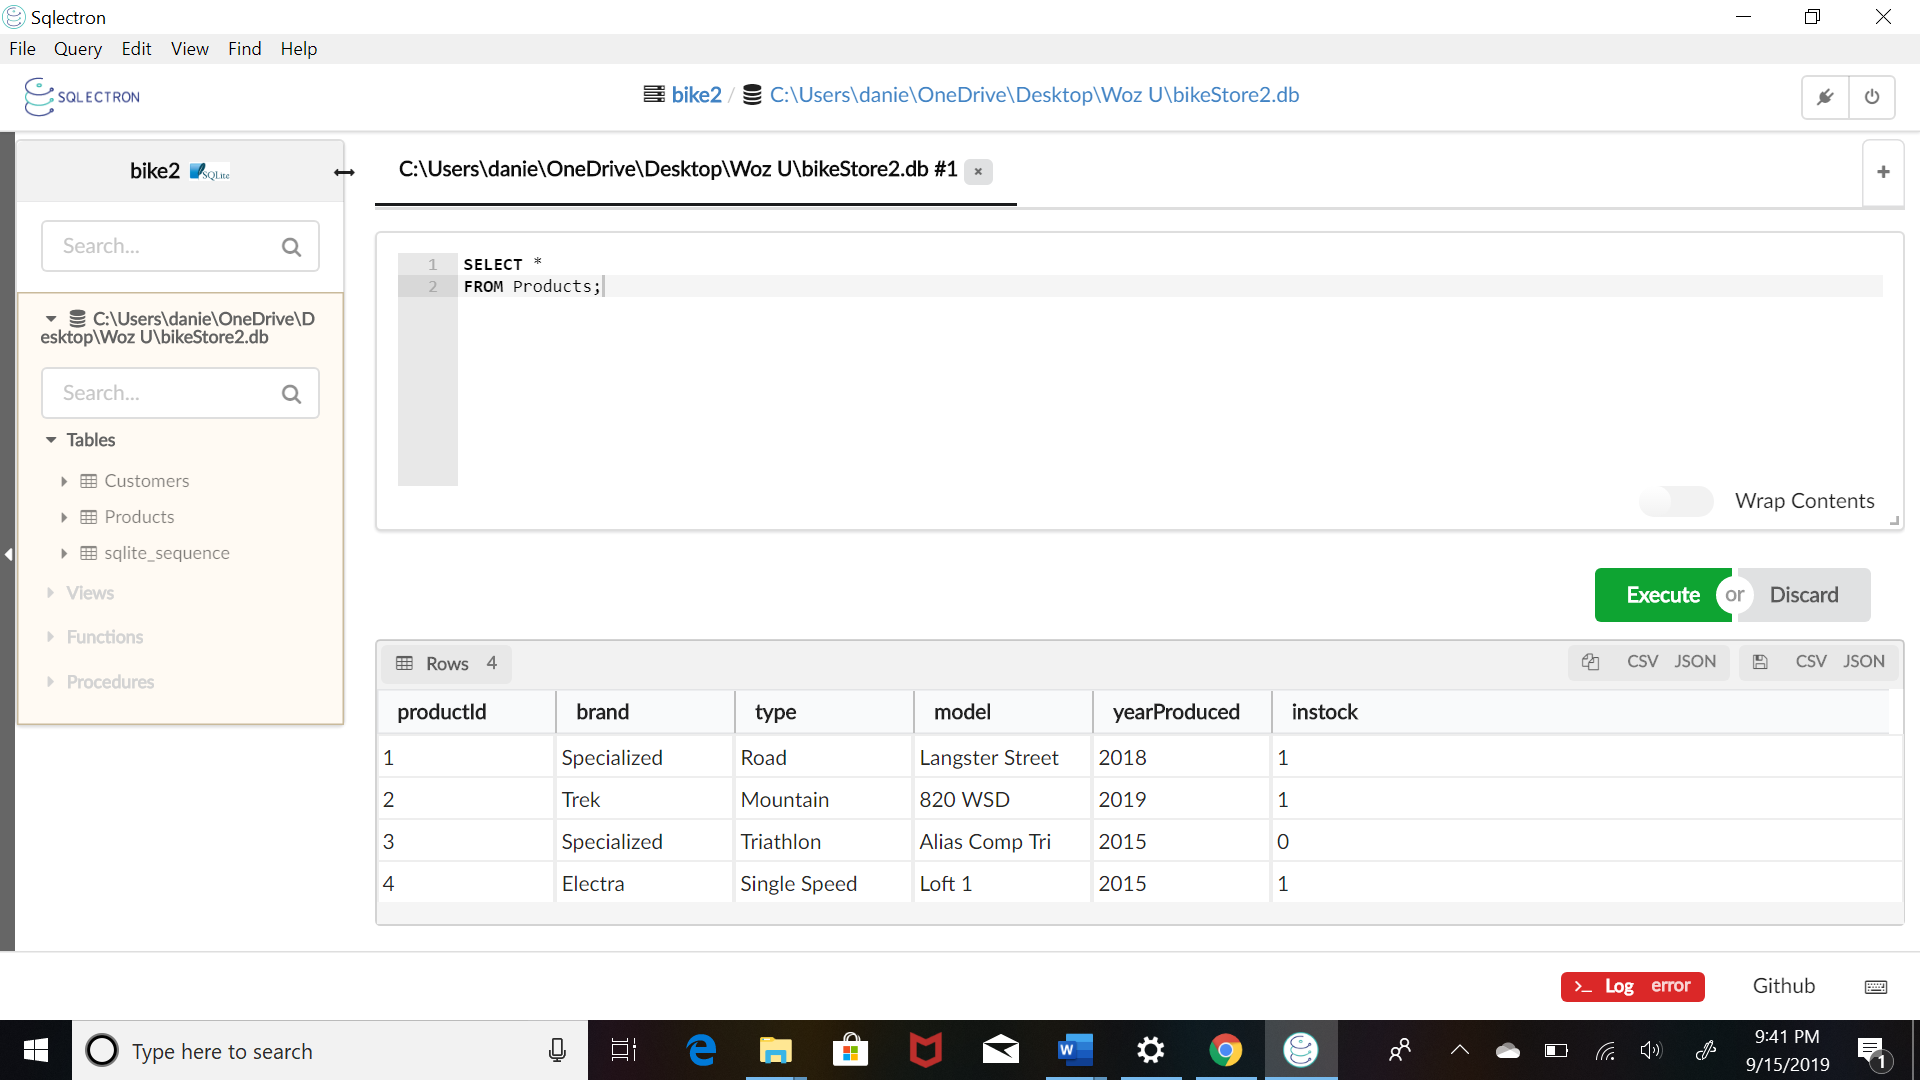 Sqlectron
File Query Edit View Find Help
SQLECTRON
bike2 / C:\Users\danie\OneDrive\Desktop\Woz U\bikeStore2.db
bike2 SQLite
C:\Users\danie\OneDrive\Desktop\Woz U\bikeStore2.db #1
Search...
C:\Users\danie\OneDrive\D
esktop\Woz U\bikeStore2.db
Search...
Tables
Customers
Products
sqlite_sequence
Views
Functions
Procedures
1 SELECT *
2 FROM Products;
Wrap Contents
Execute or Discard
Rows 4 CSV JSON CSV JSON
productId brand type model yearProduced instock
1 Specialized Road Langster Street 2018 1
2 Trek Mountain 820 WSD 2019 1
3 Specialized Triathlon Alias Comp Tri 2015 0
4 Electra Single Speed Loft 1 2015 1
>_ Log error Github
Type here to search
W
9:41 PM
9/15/2019
1